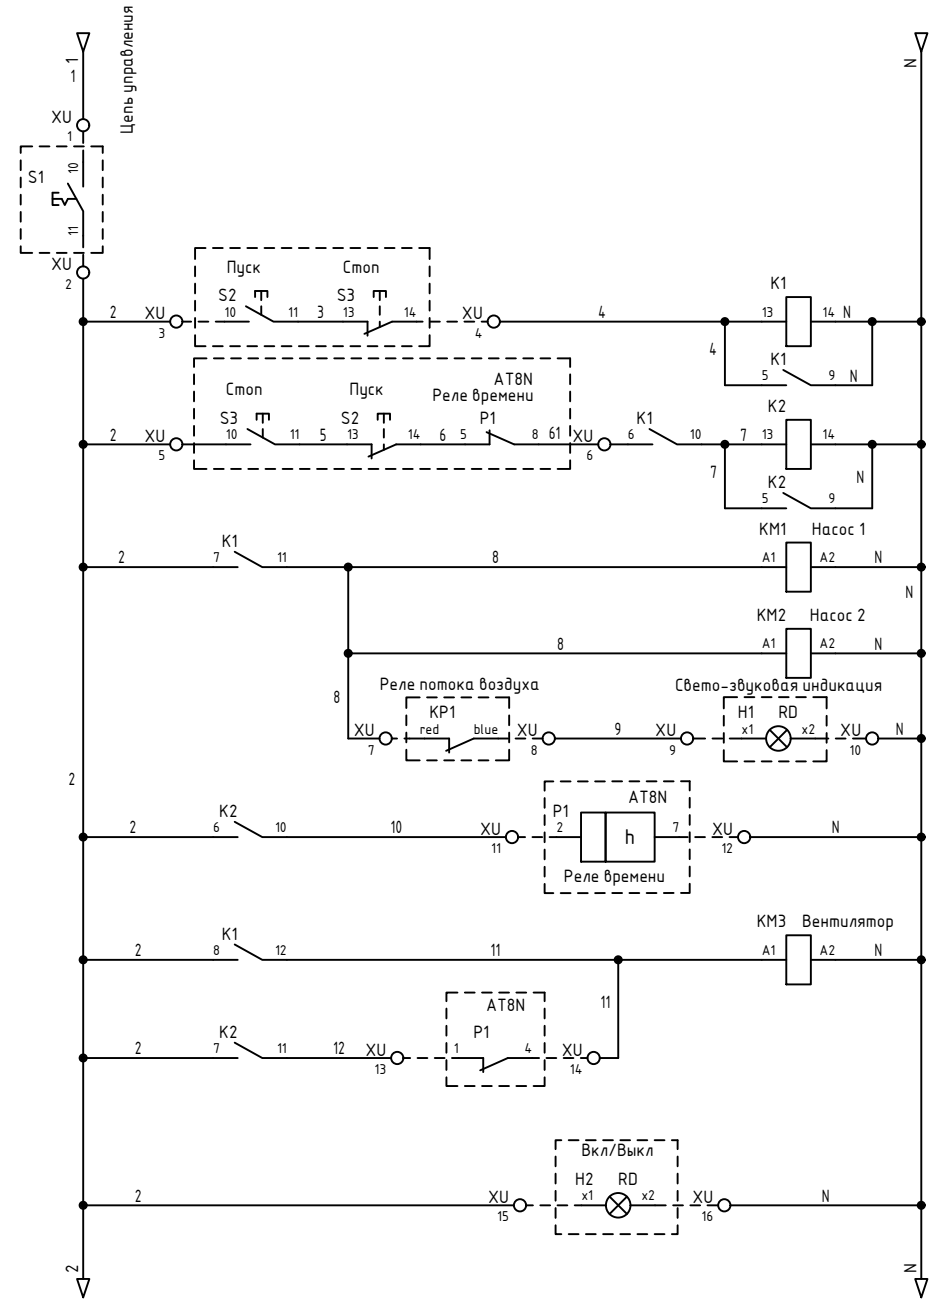 Цепь управления
1
1
N
XU
1
10
S1
11
XU
2
Пуск Стоп
S2 S3 K1
2 XU 10 11 3 13 14 XU 4 13 14 N
3 4
4 K1
5 9 N
AT8N
Стоп Пуск Реле времени K2
S3 S2 P1 K1
2 XU 10 11 5 13 14 6 5 8 61 XU 6 10 7 13 14
5 6
7 K2 N
5 9
K1 KM1 Насос 1
2 7 11 8 A1 A2 N
N
KM2 Насос 2
8 A1 A2 N
8
Реле потока воздуха Свето-звуковая индикация
KP1 H1 RD
XU red blue XU 9 XU x1 x2 XU N
7 8 9 10
2
AT8N
K2 P1
2 6 10 10 XU 2 h 7 XU N
11 12
Реле времени
K1 KM3 Вентилятор
2 8 12 11 A1 A2 N
AT8N 11
K2 P1
2 7 11 12 XU 1 4 XU
13 14
Вкл/Выкл
H2 RD
2 XU x1 x2 XU N
15 16
2 N